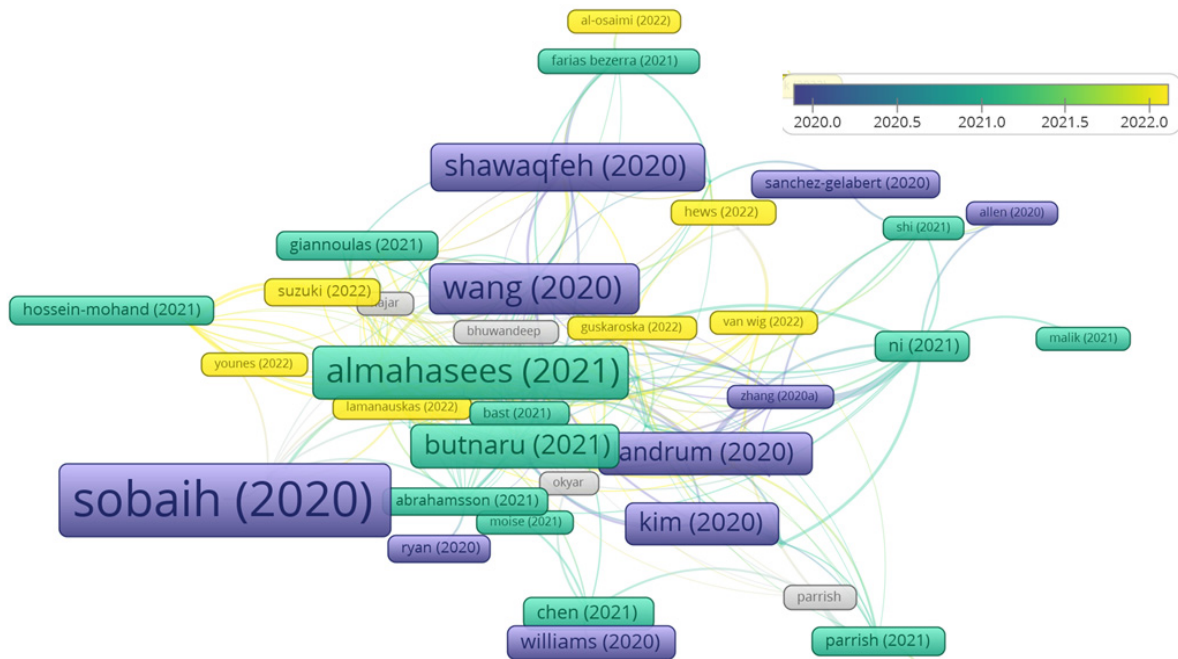 al-osaimi (2022)
farias bezerra (2021)
2020.0 2020.5 2021.0 2021.5 2022.0
shawaqfeh (2020)
sanchez-gelabert (2020)
hews (2022)
allen (2020)
shi (2021)
giannoulas (2021)
wang (2020)
suzuki (2022)
hossein-mohand (2021)
bhuwandeep
guskaroska (2022)
van wig (2022)
ni (2021)
malik (2021)
younes (2022)
almahasees (2021)
zhang (2020a)
lamanauskas (2022)
bast (2021)
butnaru (2021)
andrum (2020)
okyar
sobaih (2020)
abrahamsson (2021)
moise (2021)
kim (2020)
ryan (2020)
parrish
chen (2021)
williams (2020)
parrish (2021)